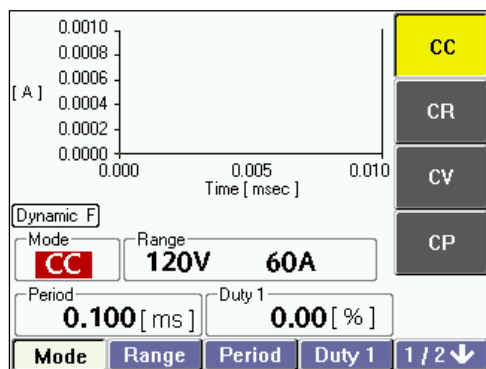 0.0010
0.0008
0.0006
[ A ]
0.0004
0.0002
0.0000
0.000 0.005 0.010
Time [ msec ]
CC
CR
CV
CP
Dynamic F
Mode
CC
Range
120V 60A
Period
0.100 [ ms ]
Duty 1
0.00 [ % ]
Mode Range Period Duty 1 1 / 2